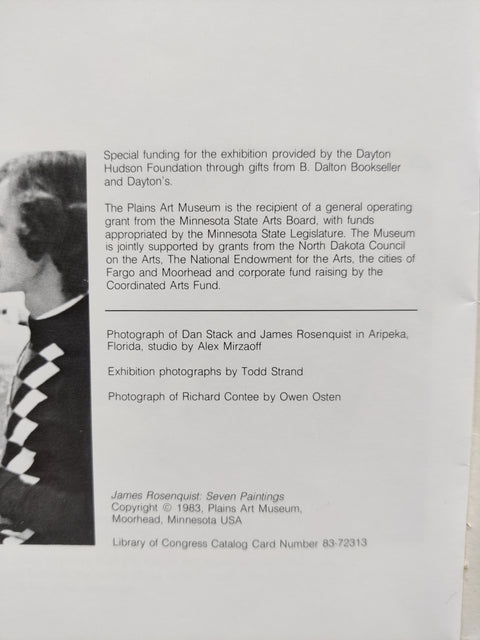 Special funding for the exhibition provided by the Dayton
Hudson Foundation through gifts from B. Dalton Bookseller
and Dayton's.
The Plains Art Museum is the recipient of a general operating
grant from the Minnesota State Arts Board, with funds
appropriated by the Minnesota State Legislature. The Museum
is jointly supported by grants from the North Dakota Council
on the Arts, The National Endowment for the Arts, the cities of
Fargo and Moorhead and corporate fund raising by the
Coordinated Arts Fund.
Photograph of Dan Stack and James Rosenquist in Aripeka,
Florida, studio by Alex Mirzaoff
Exhibition photographs by Todd Strand
Photograph of Richard Contee by Owen Osten
James Rosenquist: Seven Paintings
Copyright © 1983, Plains Art Museum,
Moorhead, Minnesota USA
Library of Congress Catalog Card Number 83-72313